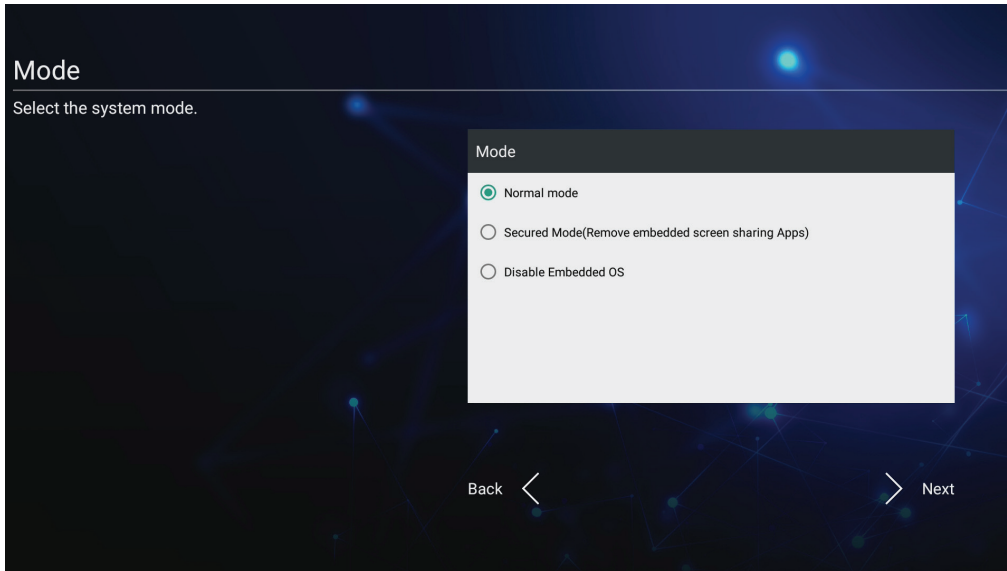 Mode
Select the system mode.
Mode
Normal mode
Secured Mode(Remove embedded screen sharing Apps)
Disable Embedded OS
Back
Next